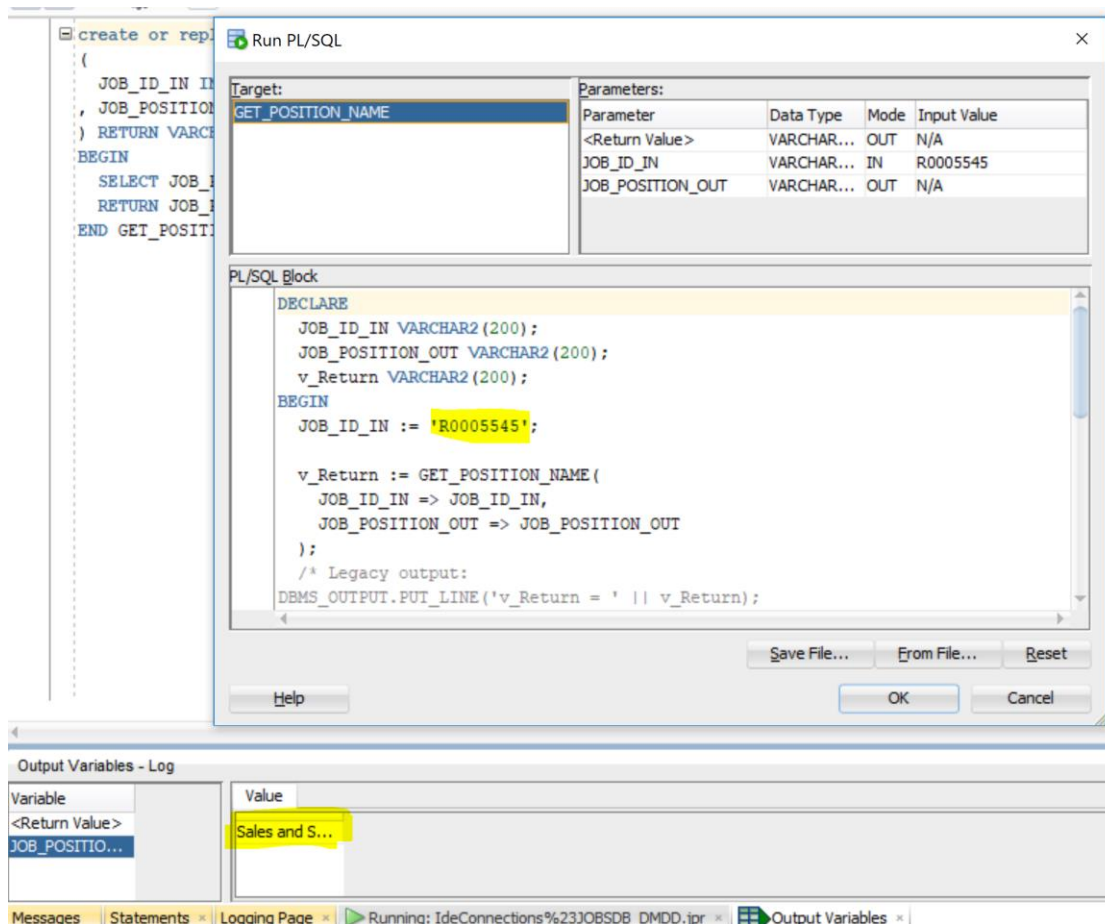 create or repl
(
JOB_ID_IN IN
, JOB_POSITION
) RETURN VARCH
BEGIN
SELECT JOB_P
RETURN JOB_P
END GET_POSITI
Run PL/SQL
Target:
GET_POSITION_NAME
Parameters:
Parameter Data Type Mode Input Value
<Return Value> VARCHAR... OUT N/A
JOB_ID_IN VARCHAR... IN R0005545
JOB_POSITION_OUT VARCHAR... OUT N/A
PL/SQL Block
DECLARE
JOB_ID_IN VARCHAR2(200);
JOB_POSITION_OUT VARCHAR2(200);
v_Return VARCHAR2(200);
BEGIN
JOB_ID_IN := 'R0005545';
v_Return := GET_POSITION_NAME(
JOB_ID_IN => JOB_ID_IN,
JOB_POSITION_OUT => JOB_POSITION_OUT
);
/* Legacy output:
DBMS_OUTPUT.PUT_LINE('v_Return = ' || v_Return);
Save File... From File... Reset
Help OK Cancel
Output Variables - Log
Variable
<Return Value>
JOB_POSITIO...
Value
Sales and S...
Messages Statements × Logging Page × Running: IdeConnections%23JOBSDB_DMDD.jpr × Output Variables ×